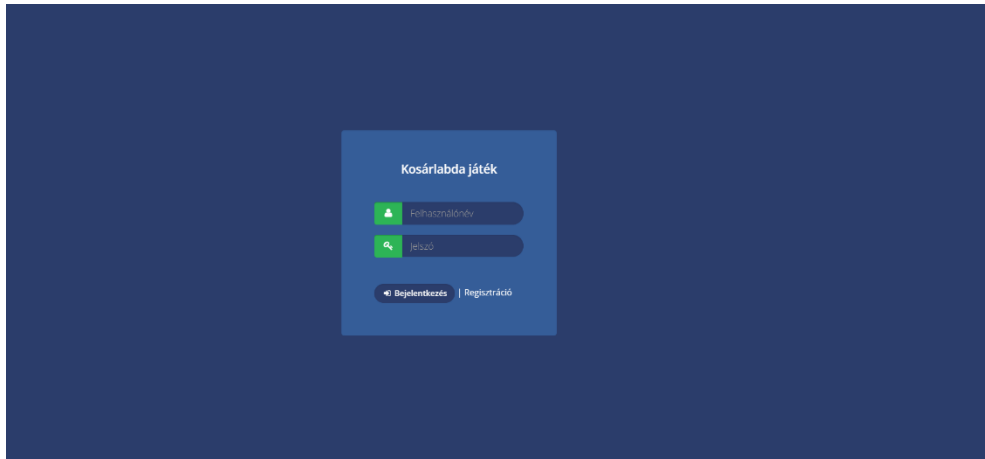 Kosárlabda játék
Felhasználónév
Jelszó
Bejelentkezés | Regisztráció